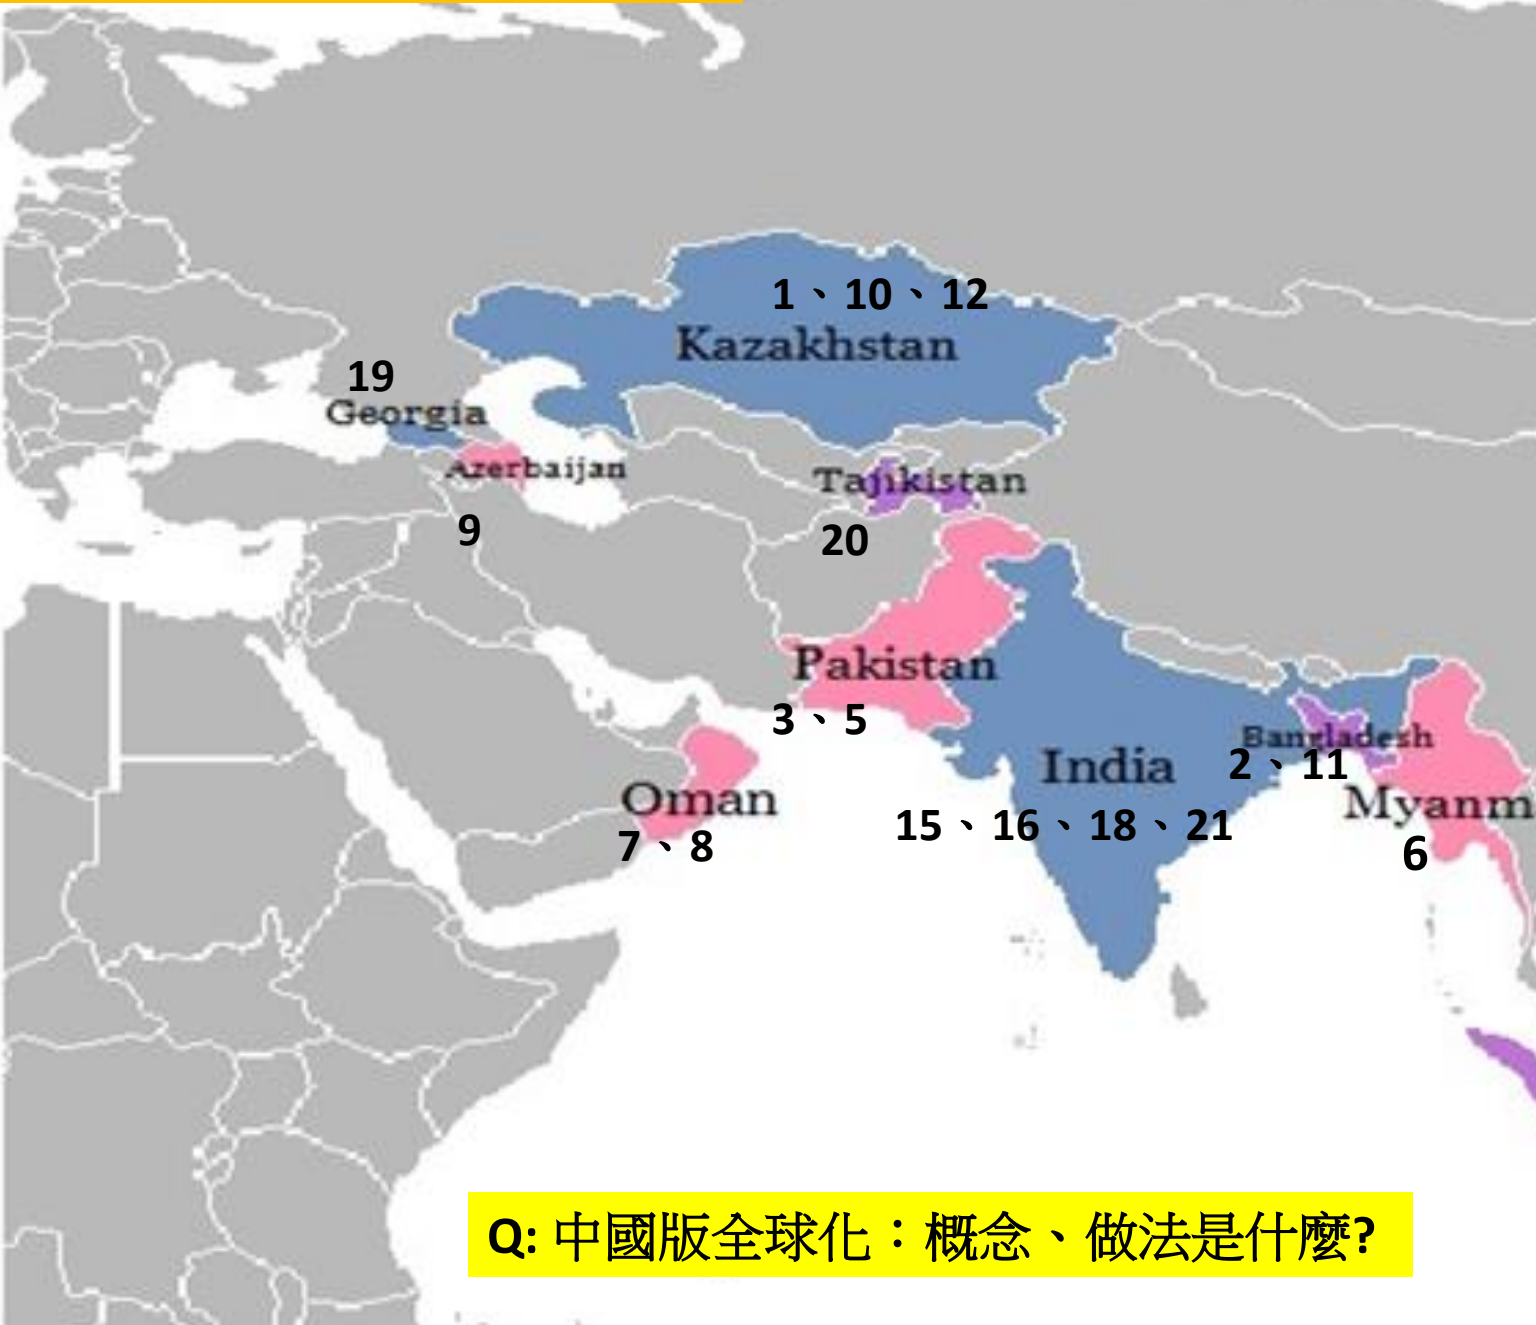 1、10、12
Kazakhstan
19
Georgia
Azerbaijan
Tajikistan
9
20
Pakistan
3、5
Bangladesh
India
2、11
Oman
Myanm
7、8
15、16、18、21
6
Q: 中國版全球化：概念、做法是什麼?